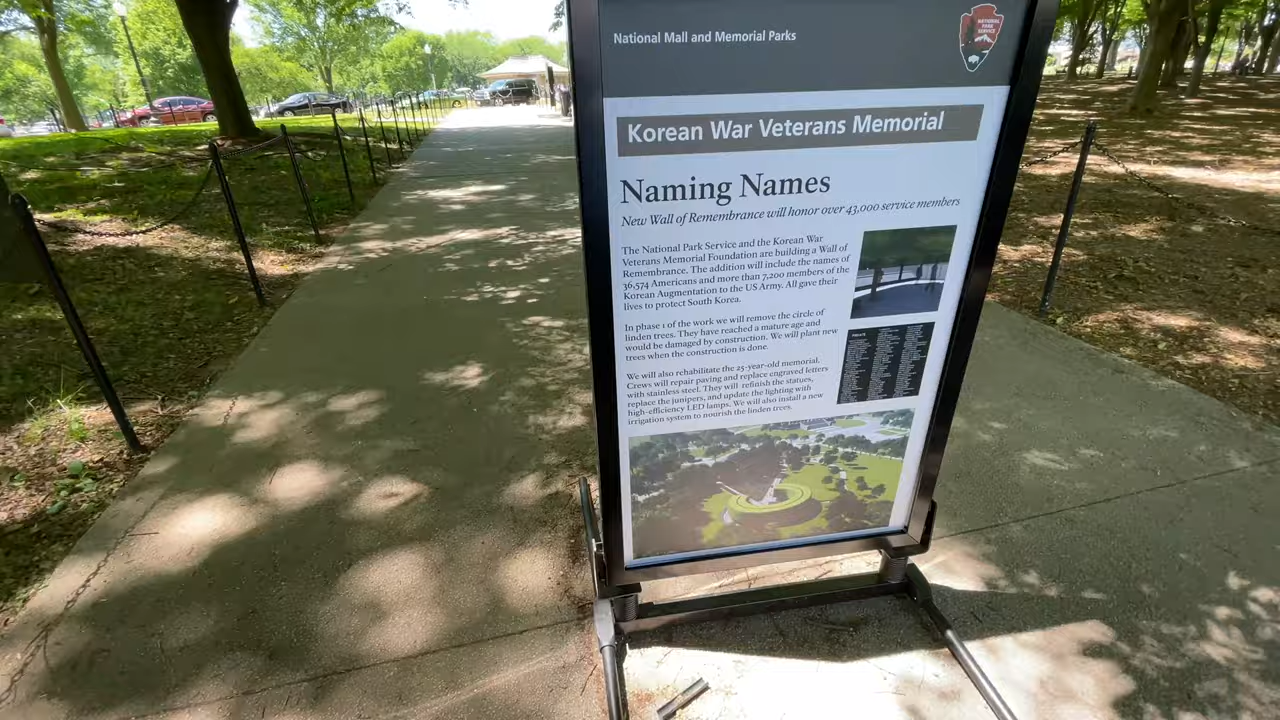 National Mall and Memorial Parks
NATIONAL
PARK
SERVICE
Korean War Veterans Memorial
Naming Names
New Wall of Remembrance will honor over 43,000 service members
The National Park Service and the Korean War
Veterans Memorial Foundation are building a Wall of
Remembrance. The addition will include the names of
36,574 Americans and more than 7,200 members of the
Korean Augmentation to the US Army. All gave their
lives to protect South Korea.
In phase 1 of the work we will remove the circle of
linden trees. They have reached a mature age and
would be damaged by construction. We will plant new
trees when the construction is done.
We will also rehabilitate the 25-year-old memorial.
Crews will repair paving and replace engraved letters
with stainless steel. They will refinish the statues,
replace the junipers, and update the lighting with
high-efficiency LED lamps. We will also install a new
irrigation system to nourish the linden trees.